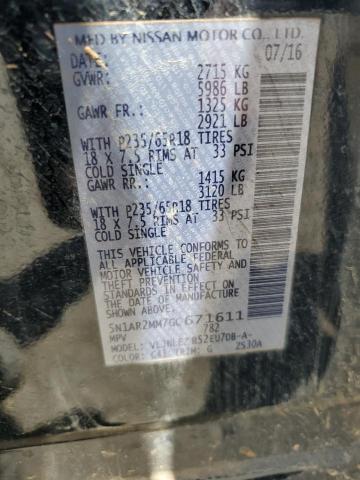 MFD BY NISSAN MOTOR CO., LTD.
DATE: 07/16
GVWR: 2715 KG
5986 LB
GAWR FR.: 1325 KG
2921 LB
WITH P235/65R18 TIRES
18 X 7.5 RIMS AT 33 PSI
COLD SINGLE
GAWR RR.: 1415 KG
3120 LB
WITH P235/65R18 TIRES
18 X 7.5 RIMS AT 33 PSI
COLD SINGLE
THIS VEHICLE CONFORMS TO
ALL APPLICABLE FEDERAL
MOTOR VEHICLE SAFETY AND
THEFT PREVENTION
STANDARDS IN EFFECT ON
THE DATE OF MANUFACTURE
SHOWN ABOVE.
5N1AR2MM7GC671611
MPV 782
COLOR: TRIM: G 2S30A